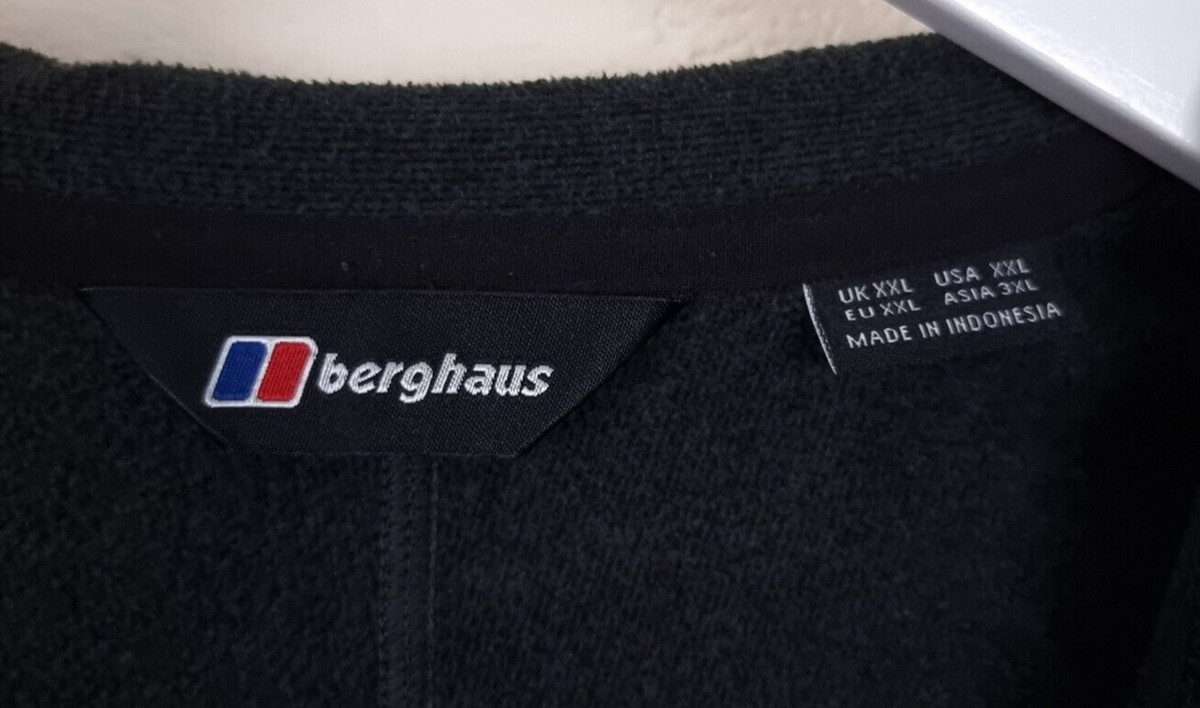 berghaus
UK XXL USA XXL
EU XXL ASIA 3XL
MADE IN INDONESIA